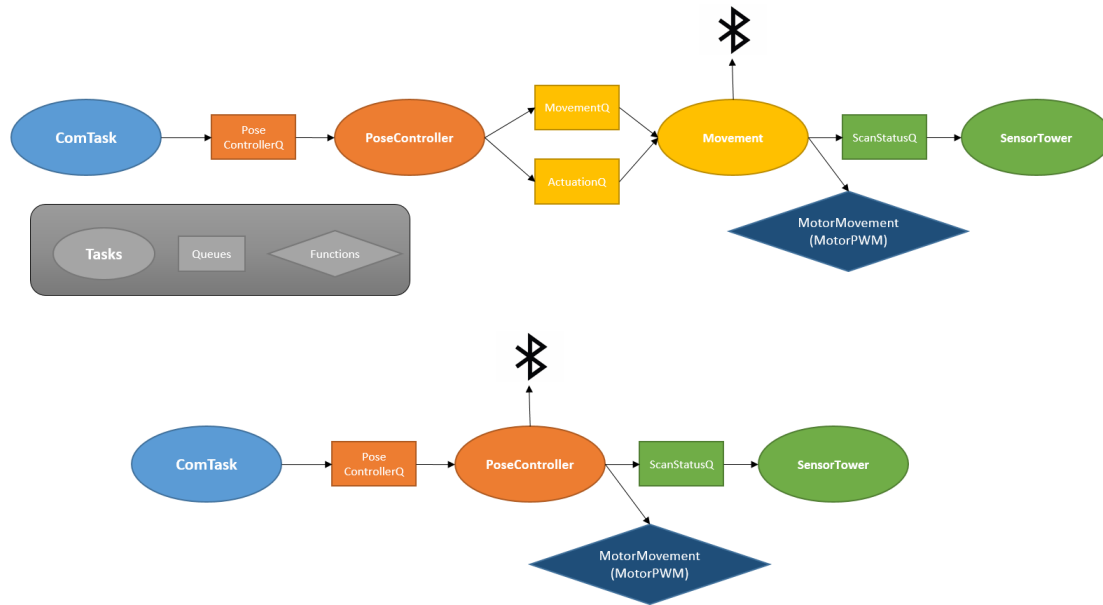 ComTask
Pose
ControllerQ
PoseController
MovementQ
ActuationQ
Movement
ScanStatusQ
SensorTower
MotorMovement
(MotorPWM)
Tasks
Queues
Functions
ComTask
Pose
ControllerQ
PoseController
ScanStatusQ
SensorTower
MotorMovement
(MotorPWM)